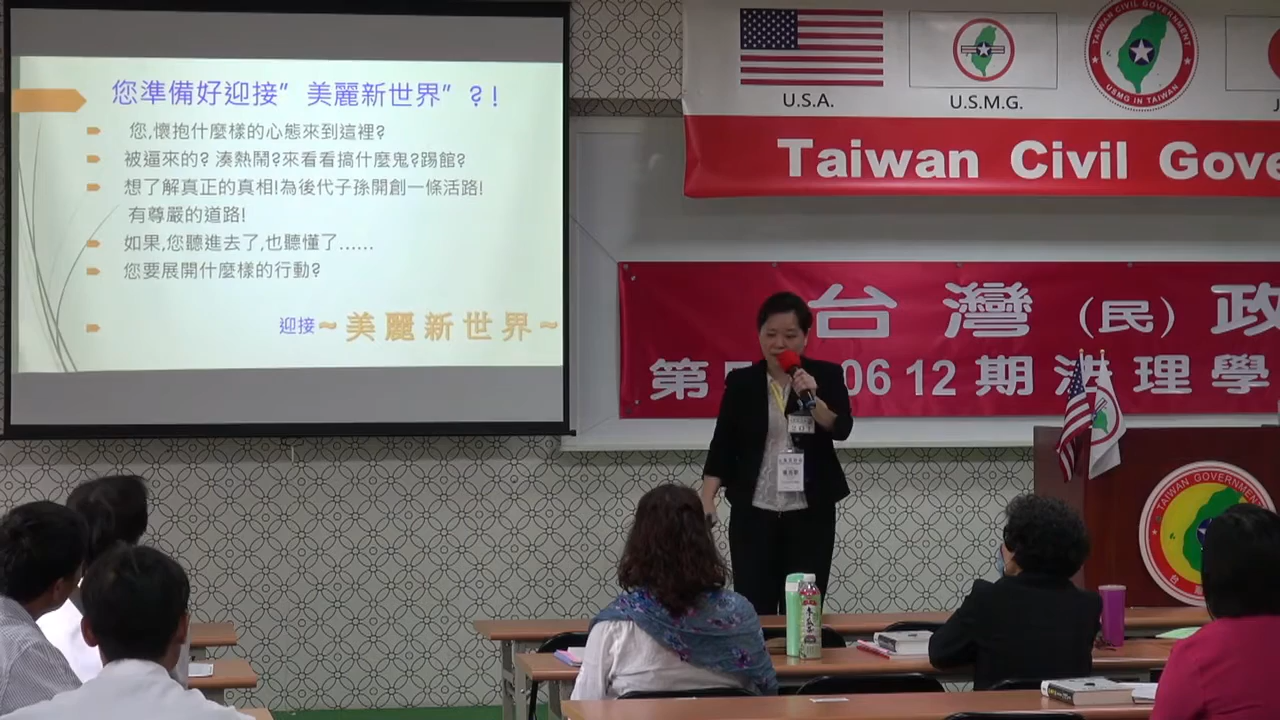 您準備好迎接”美麗新世界”?!
您,懷抱什麼樣的心態來到這裡?
被逼來的? 湊熱鬧?來看看搞什麼鬼?踢館?
想了解真正的真相!為後代子孫開創一條活路!
有尊嚴的道路!
如果,您聽進去了,也聽懂了......
您要展開什麼樣的行動?
迎接~美麗新世界~
U.S.A.
U.S.M.G.
TAIWAN CIVIL GOVERNMENT
USMG IN TAIWAN
J
Taiwan Civil Gove
台灣(民)政
第 06 12期法理學
TAIWAN GOVERNMENT
台